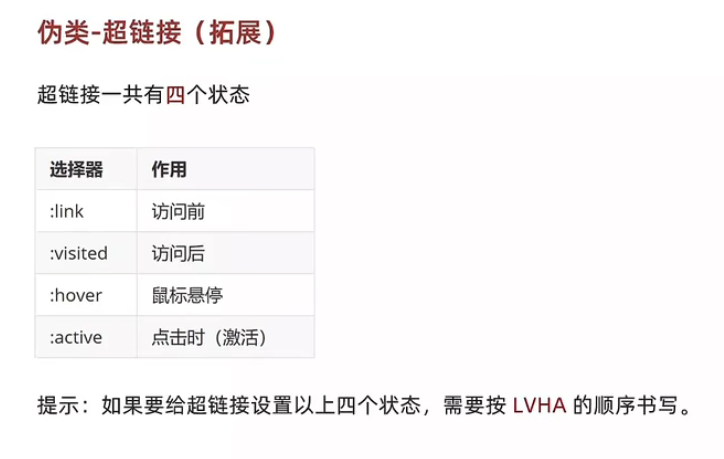 伪类-超链接（拓展）
超链接一共有四个状态
选择器 作用
:link 访问前
:visited 访问后
:hover 鼠标悬停
:active 点击时（激活）
提示：如果要给超链接设置以上四个状态，需要按 LVHA 的顺序书写。